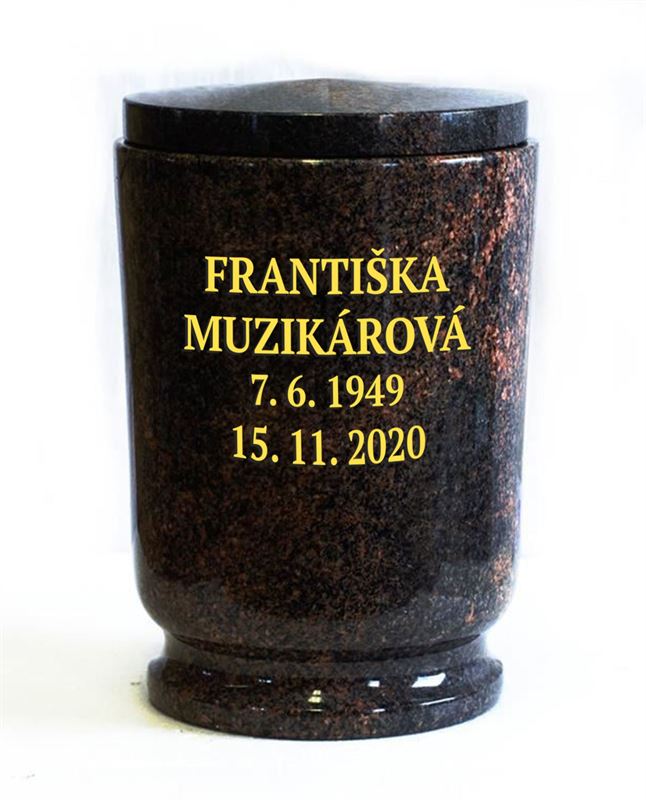 FRANTIŠKA
MUZIKÁROVÁ
7. 6. 1949
15. 11. 2020